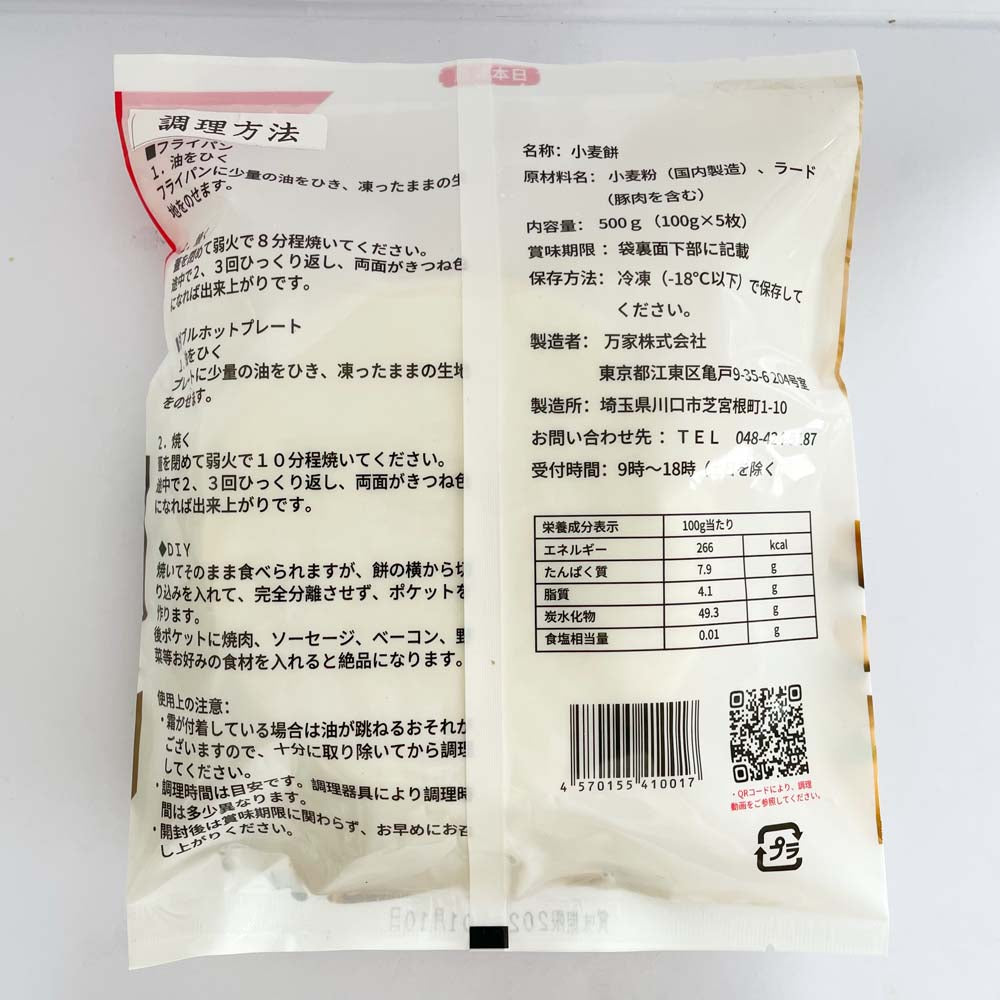 本日
調理方法
■フライパン
1．油をひく
フライパンに少量の油をひき、凍ったままの生
地をのせます。
て弱火で８分程焼いてください。
途中で2、３回ひっくり返し、両面がきつね色
になれば出来上がりです。
ブルホットプレート
油をひく
プレートに少量の油をひき、凍ったままの生地
をのせます。
2．焼く
蓋を閉めて弱火で１０分程焼いてください。
途中で2、３回ひっくり返し、両面がきつね色
になれば出来上がりです。
◆DIY
焼いてそのまま食べられますが、餅の横から切
り込みを入れて、完全分離させず、ポケットを
作ります。
後ポケットに焼肉、ソーセージ、ベーコン、野
菜等お好みの食材を入れると絶品になります。
使用上の注意：
・霜が付着している場合は油が跳ねるおそれが
ございますので、十分に取り除いてから調理
してください。
・調理時間は目安です。調理器具により調理時
間は多少異なります。
・開封後は賞味期限に関わらず、お早めにお召
し上がりください。
名称：小麦餅
原材料名：小麦粉（国内製造）、ラード
（豚肉を含む）
内容量：500ｇ（100g×5枚）
賞味期限：袋裏面下部に記載
保存方法：冷凍（-18℃以下）で保存して
ください。
製造者：万家株式会社
東京都江東区亀戸9-35-6 204号室
製造所：埼玉県川口市芝宮根町1-10
お問い合わせ先：ＴＥＬ 048-42
受付時間：9時～18時（ を除く
栄養成分表示 100g当たり
エネルギー 266 kcal
たんぱく質 7.9 g
脂質 4.1 g
炭水化物 49.3 g
食塩相当量 0.01 g
4 570155 410017
・QRコードにより、調理
動画をご参照してください。
プラ
賞味期限202 01月10日